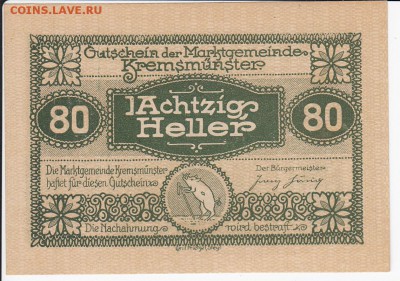 COINS.LAVE.RU
Gutschein der Marktgemeinde
Kremsmünster
80 Achtzig Heller 80
Die Marktgemeinde Kremsmünster
haftet für diesen Gutschein
Der Bürgermeister
Die Nachahmung wird bestraft